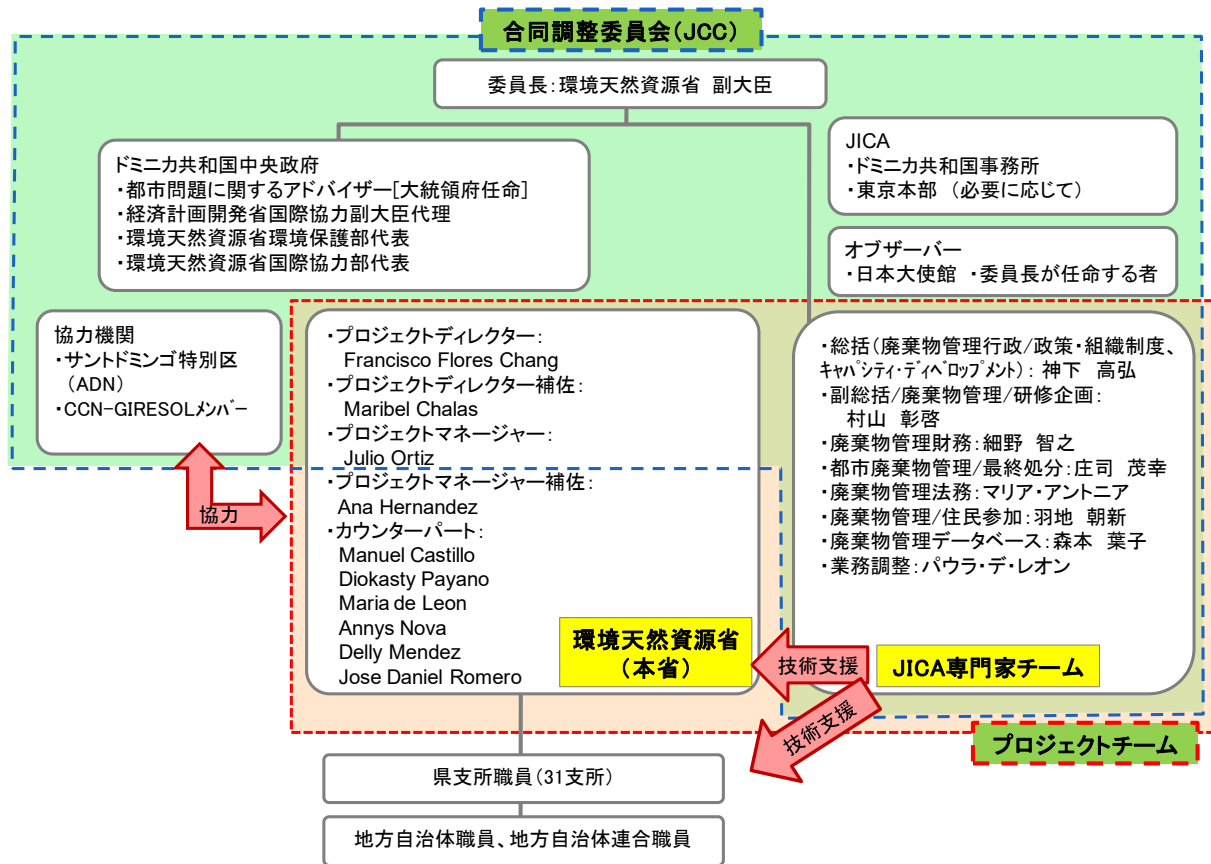 合同調整委員会(JCC)
委員長:環境天然資源省 副大臣
ドミニカ共和国中央政府
・都市問題に関するアドバイザー[大統領府任命]
・経済計画開発省国際協力副大臣代理
・環境天然資源省環境保護部代表
・環境天然資源省国際協力部代表
JICA
・ドミニカ共和国事務所
・東京本部 (必要に応じて)
オブザーバー
・日本大使館 ・委員長が任命する者
協力機関
・サントドミンゴ特別区
(ADN)
・CCN-GIRESOLメンバー
協力
・プロジェクトディレクター:
Francisco Flores Chang
・プロジェクトディレクター補佐:
Maribel Chalas
・プロジェクトマネージャー:
Julio Ortiz
・プロジェクトマネージャー補佐:
Ana Hernandez
・カウンターパート:
Manuel Castillo
Diokasty Payano
Maria de Leon
Annys Nova
Delly Mendez
Jose Daniel Romero
環境天然資源省
(本省)
・総括(廃棄物管理行政/政策・組織制度、
キャパシティ・ディベロップメント): 神下 高弘
・副総括/廃棄物管理/研修企画:
村山 彰啓
・廃棄物管理財務:細野 智之
・都市廃棄物管理/最終処分:庄司 茂幸
・廃棄物管理法務:マリア・アントニア
・廃棄物管理/住民参加:羽地 朝新
・廃棄物管理データベース:森本 葉子
・業務調整:パウラ・デ・レオン
技術支援
JICA専門家チーム
技術支援
プロジェクトチーム
県支所職員(31支所)
地方自治体職員、地方自治体連合職員